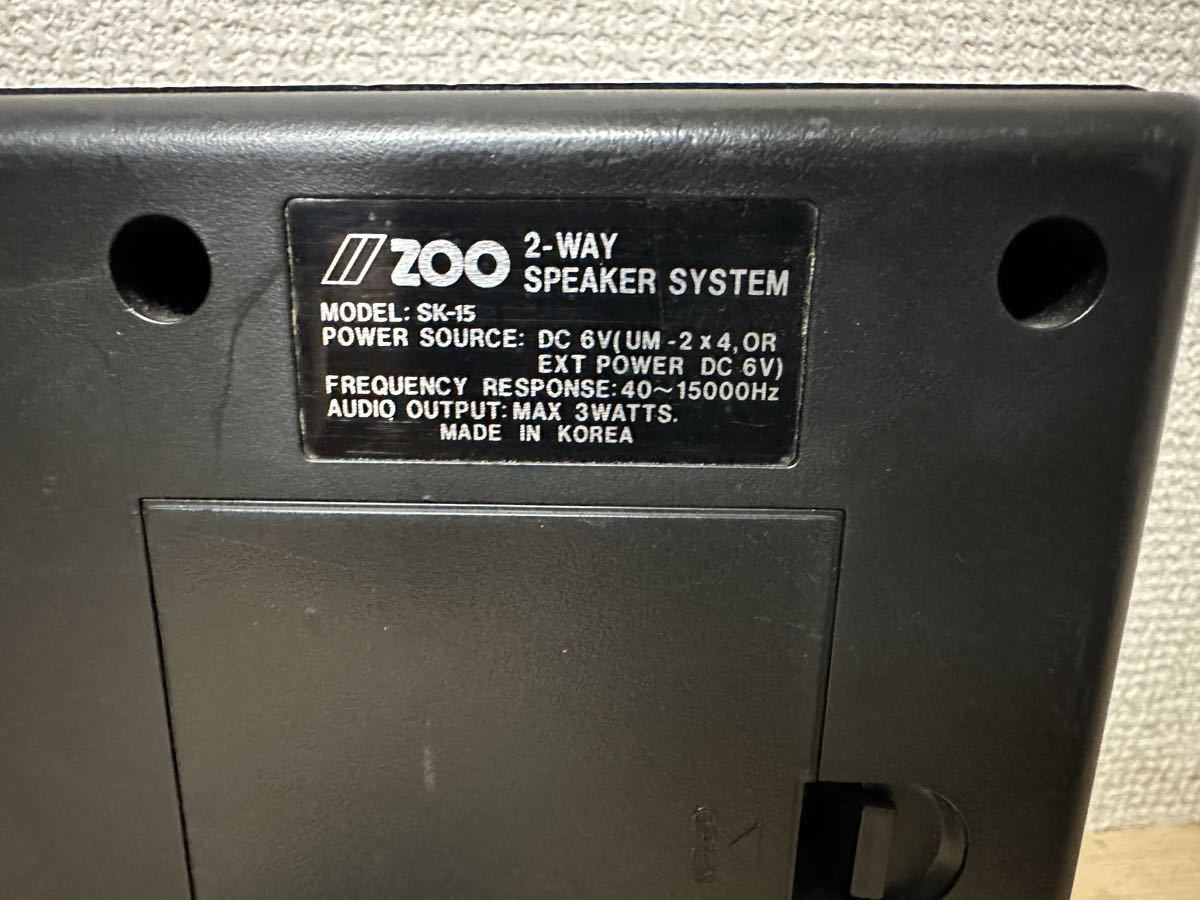 ZOO 2-WAY
SPEAKER SYSTEM
MODEL: SK-15
POWER SOURCE: DC 6V(UM-2 x 4, OR
EXT POWER DC 6V)
FREQUENCY RESPONSE: 40~15000Hz
AUDIO OUTPUT: MAX 3WATTS.
MADE IN KOREA
OPEN